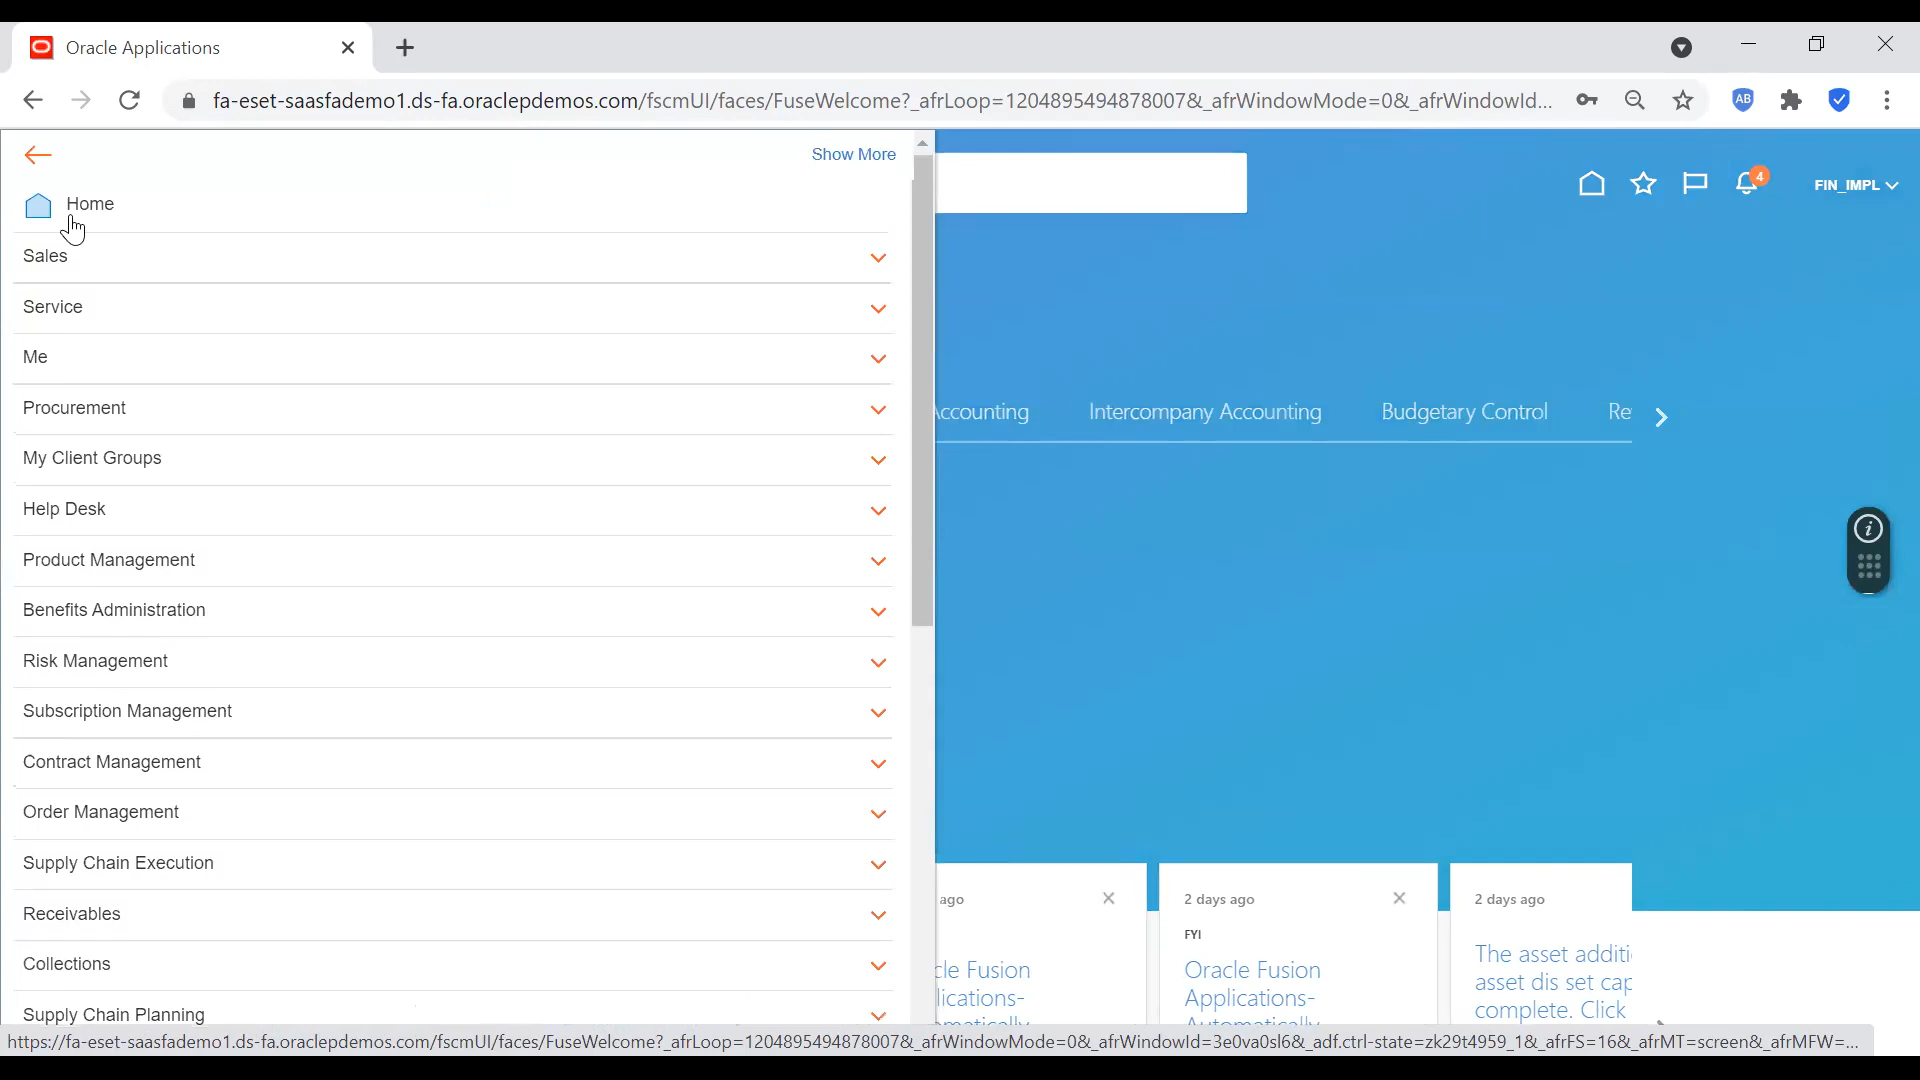 Oracle Applications
fa-eset-saasfademo1.ds-fa.oraclepdemos.com/fscmUI/faces/FuseWelcome?_afrLoop=1204895494878007&_afrWindowMode=0&_afrWindowId...
AB
Show More
Home
4
FIN_IMPL
Sales
Service
Me
Procurement
Accounting
Intercompany Accounting
Budgetary Control
Re
My Client Groups
Help Desk
Product Management
Benefits Administration
Risk Management
Subscription Management
Contract Management
Order Management
Supply Chain Execution
Receivables
Collections
Supply Chain Planning
ago
cle Fusion
lications-
2 days ago
FYI
Oracle Fusion
Applications-
Automatically
2 days ago
The asset additi
asset dis set cap
complete. Click
https://fa-eset-saasfademo1.ds-fa.oraclepdemos.com/fscmUI/faces/FuseWelcome?_afrLoop=1204895494878007&_afrWindowMode=0&_afrWindowId=3e0va0sl6&_adf.ctrl-state=zk29t4959_1&_afrFS=16&_afrMT=screen&_afrMFW=...